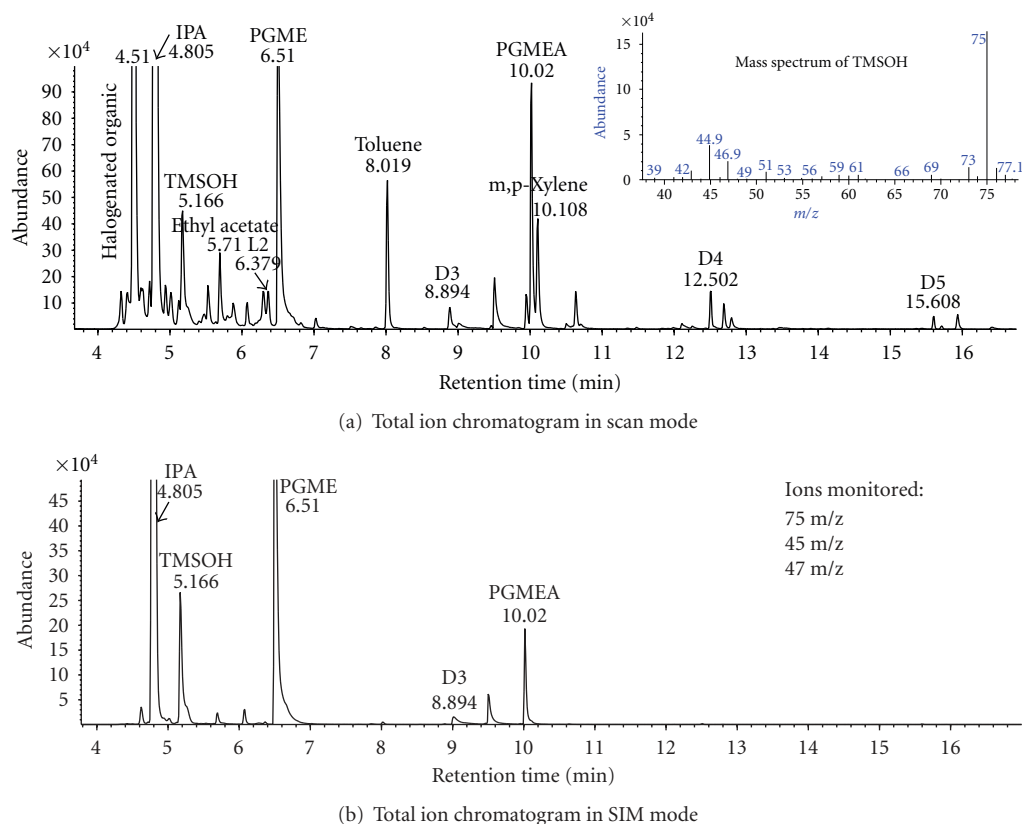 ×10⁴
90
80
70
60
50
40
30
20
10
Abundance
Halogenated organic
4.51
IPA
4.805
TMSOH
5.166
Ethyl acetate
5.71 L2
6.379
PGME
6.51
Toluene
8.019
D3
8.894
PGMEA
10.02
m,p-Xylene
10.108
D4
12.502
D5
15.608
4 5 6 7 8 9 10 11 12 13 14 15 16
Retention time (min)
×10⁴
15
10
5
0
Abundance
Mass spectrum of TMSOH
39 42 44.9 46.9 49 51 53 56 59 61 66 69 73 75 77.1
40 45 50 55 60 65 70 75
m/z
(a) Total ion chromatogram in scan mode
×10⁴
45
40
35
30
25
20
15
10
5
Abundance
IPA
4.805
TMSOH
5.166
PGME
6.51
D3
8.894
PGMEA
10.02
Ions monitored:
75 m/z
45 m/z
47 m/z
4 5 6 7 8 9 10 11 12 13 14 15 16
Retention time (min)
(b) Total ion chromatogram in SIM mode